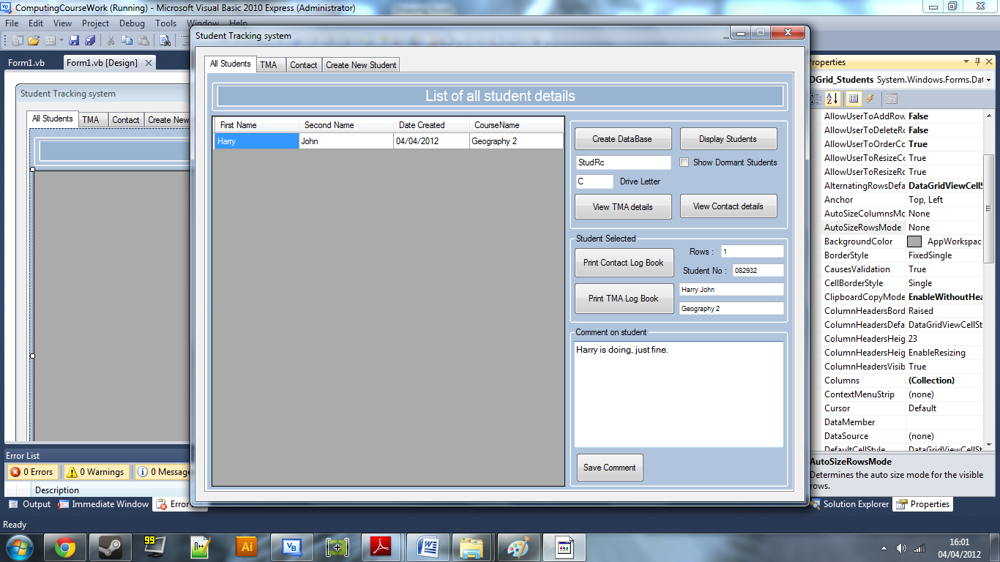 ComputingCourseWork (Running) - Microsoft Visual Basic 2010 Express (Administrator)
File Edit View Project Debug Tools Window Help
Form1.vb Form1.vb [Design]
Student Tracking system
All Students TMA Contact Create New
Student Tracking system
All Students TMA Contact Create New Student
List of all student details
First Name Second Name Date Created CourseName
Harry John 04/04/2012 Geography 2
Create DataBase Display Students
StudRc Show Dormant Students
C Drive Letter
View TMA details View Contact details
Student Selected
Print Contact Log Book Rows : 1
Student No : 082932
Print TMA Log Book Harry John
Geography 2
Comment on student
Harry is doing, just fine.
Save Comment
Properties
DGrid_Students System.Windows.Forms.Dat
AllowUserToAddRow False
AllowUserToDeleteRo False
AllowUserToOrderCo True
AllowUserToResizeCo True
AllowUserToResizeRo True
AlternatingRowsDefa DataGridViewCellS
Anchor Top, Left
AutoSizeColumnsMo None
AutoSizeRowsMode None
BackgroundColor AppWorkspac
BorderStyle FixedSingle
CausesValidation True
CellBorderStyle Single
ClipboardCopyMode EnableWithoutHea
ColumnHeadersBord Raised
ColumnHeadersDefa DataGridViewCellSt
ColumnHeadersHeig 23
ColumnHeadersHeig EnableResizing
ColumnHeadersVisib True
Columns (Collection)
ContextMenuStrip (none)
Cursor Default
DataMember
DataSource (none)
DefaultCellStyle DataGridViewCellSt
AutoSizeRowsMode
Determines the auto size mode for the visible
rows.
Solution Explorer Properties
Error List
0 Errors 0 Warnings 0 Message
Description
Output Immediate Window Error
Ready
99 Ai VB
16:01
04/04/2012